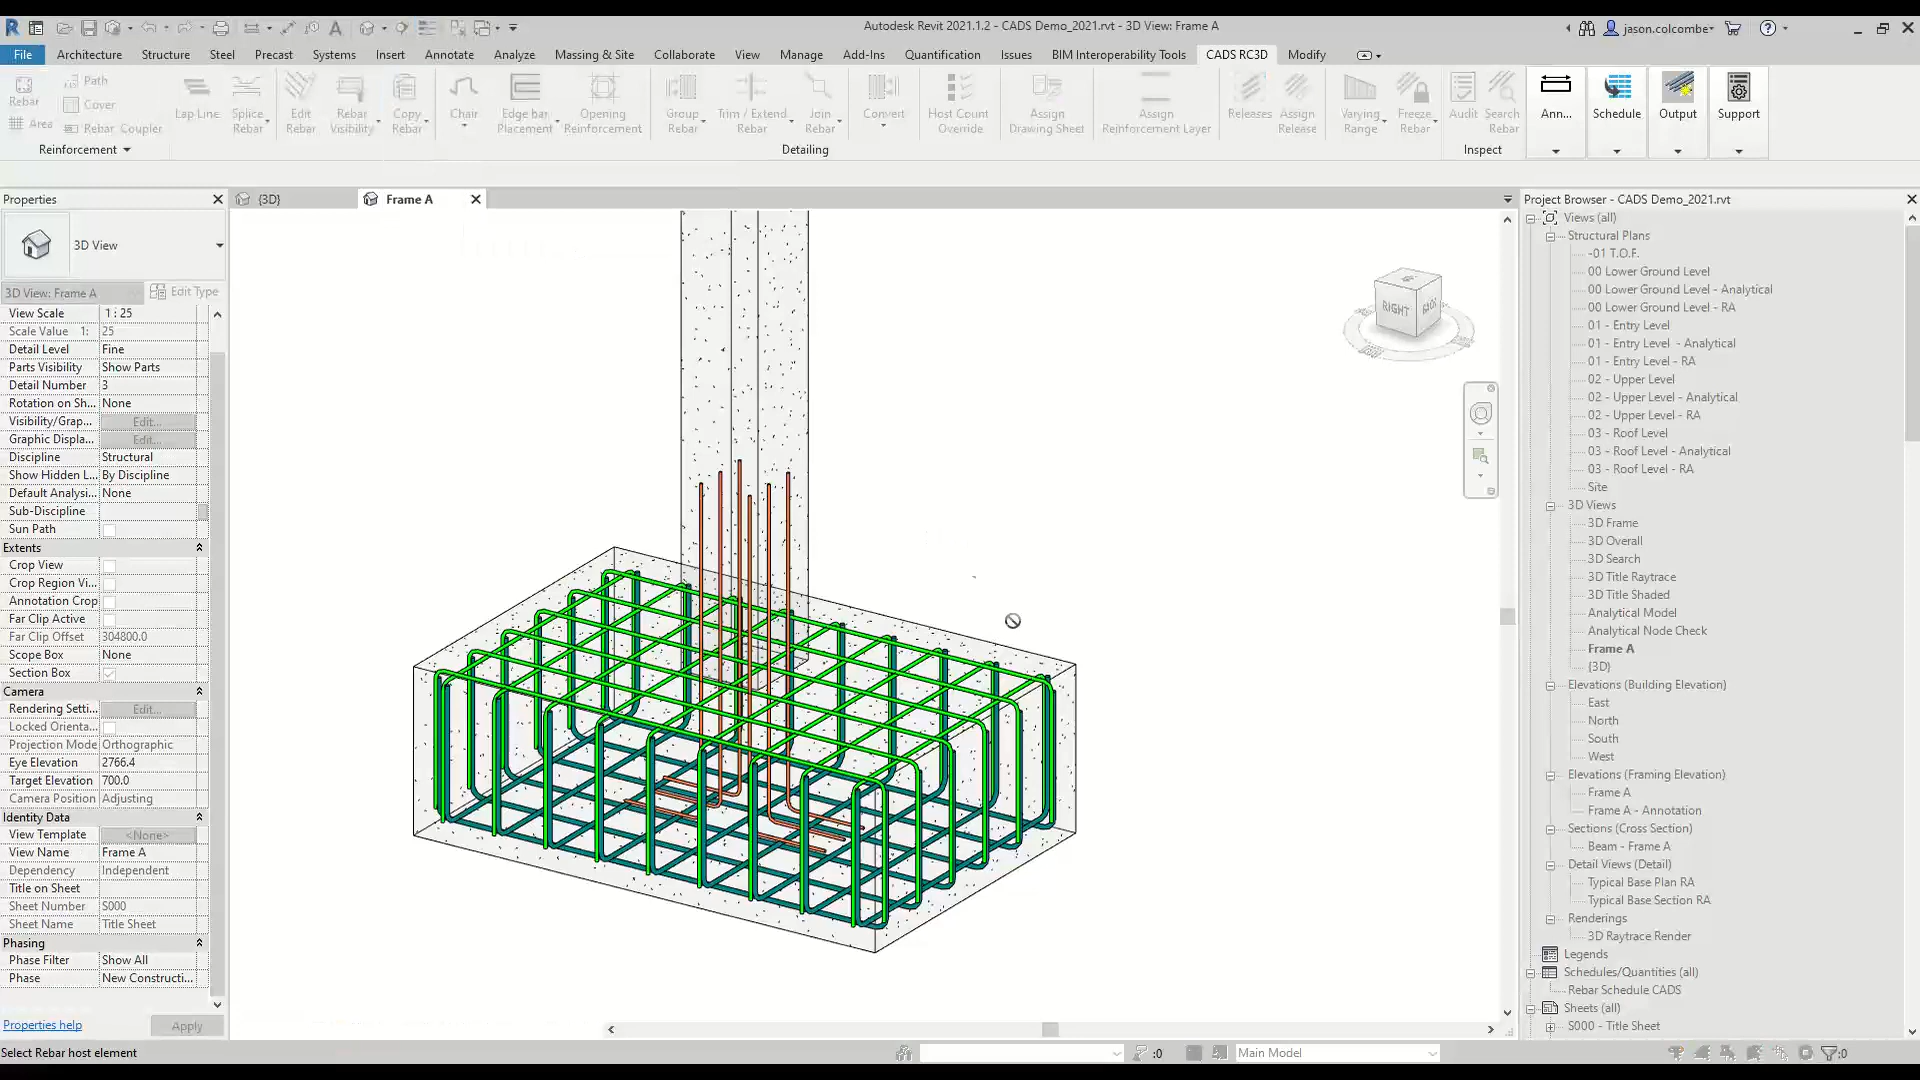 Autodesk Revit 2021.1.2 - CADS Demo_2021.rvt - 3D View: Frame A
jason.colcombe
File Architecture Structure Steel Precast Systems Insert Annotate Analyze Massing & Site Collaborate View Manage Add-Ins Quantification Issues BIM Interoperability Tools CADS RC3D Modify
Rebar
Area
Path
Cover
Rebar Coupler
Reinforcement
Lap Line
Splice Rebar
Edit Rebar
Rebar Visibility
Copy Rebar
Chair
Edge bar Placement
Opening Reinforcement
Group Rebar
Trim / Extend Rebar
Join Rebar
Convert
Host Count Override
Assign Drawing Sheet
Assign Reinforcement Layer
Releases
Assign Release
Varying Range
Freeze Rebar
Detailing
Audit
Search Rebar
Inspect
Ann...
Schedule
Output
Support
Properties
3D View
3D View: Frame A
Edit Type
View Scale 1 : 25
Scale Value 1: 25
Detail Level Fine
Parts Visibility Show Parts
Detail Number 3
Rotation on Sh... None
Visibility/Grap... Edit...
Graphic Displa... Edit...
Discipline Structural
Show Hidden L... By Discipline
Default Analysi... None
Sub-Discipline
Sun Path
Extents
Crop View
Crop Region Vi...
Annotation Crop
Far Clip Active
Far Clip Offset 304800.0
Scope Box None
Section Box
Camera
Rendering Setti... Edit...
Locked Orienta...
Projection Mode Orthographic
Eye Elevation 2766.4
Target Elevation 700.0
Camera Position Adjusting
Identity Data
View Template <None>
View Name Frame A
Dependency Independent
Title on Sheet
Sheet Number S000
Sheet Name Title Sheet
Phasing
Phase Filter Show All
Phase New Constructi...
Properties help
Apply
{3D}
Frame A
RIGHT
Project Browser - CADS Demo_2021.rvt
Views (all)
Structural Plans
-01 T.O.F.
00 Lower Ground Level
00 Lower Ground Level - Analytical
00 Lower Ground Level - RA
01 - Entry Level
01 - Entry Level - Analytical
01 - Entry Level - RA
02 - Upper Level
02 - Upper Level - Analytical
02 - Upper Level - RA
03 - Roof Level
03 - Roof Level - Analytical
03 - Roof Level - RA
Site
3D Views
3D Frame
3D Overall
3D Search
3D Title Raytrace
3D Title Shaded
Analytical Model
Analytical Node Check
Frame A
{3D}
Elevations (Building Elevation)
East
North
South
West
Elevations (Framing Elevation)
Frame A
Frame A - Annotation
Sections (Cross Section)
Beam - Frame A
Detail Views (Detail)
Typical Base Plan RA
Typical Base Section RA
Renderings
3D Raytrace Render
Legends
Schedules/Quantities (all)
Rebar Schedule CADS
Sheets (all)
S000 - Title Sheet
Select Rebar host element
:0
Main Model
:0